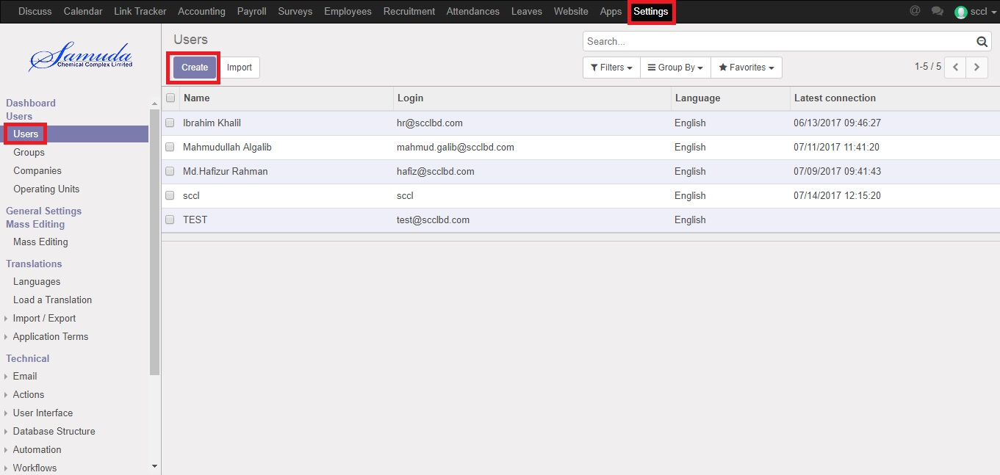 Discuss Calendar Link Tracker Accounting Payroll Surveys Employees Recruitment Attendances Leaves Website Apps Settings @ sccl
Samuda
Chemical Complex Limited
Dashboard
Users
Users
Groups
Companies
Operating Units
General Settings
Mass Editing
Mass Editing
Translations
Languages
Load a Translation
Import / Export
Application Terms
Technical
Email
Actions
User Interface
Database Structure
Automation
Workflows
Users
Search...
Create Import
Filters Group By Favorites 1-5 / 5
Name Login Language Latest connection
Ibrahim Khalil hr@scclbd.com English 06/13/2017 09:46:27
Mahmudullah Algalib mahmud.galib@scclbd.com English 07/11/2017 11:41:20
Md.Hafizur Rahman hafiz@scclbd.com English 07/09/2017 09:41:43
sccl sccl English 07/14/2017 12:15:20
TEST test@scclbd.com English